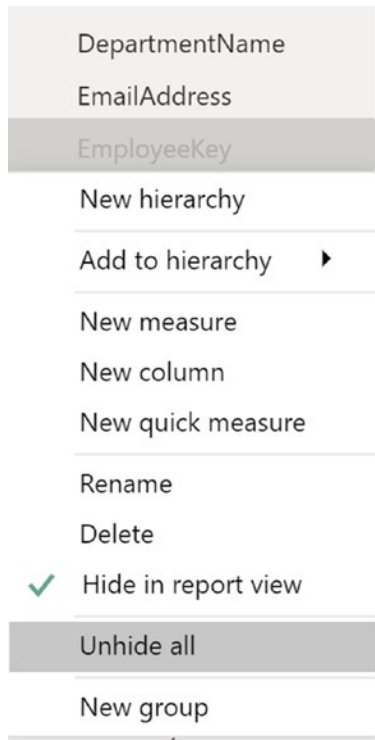 DepartmentName
EmailAddress
EmployeeKey
New hierarchy
Add to hierarchy
New measure
New column
New quick measure
Rename
Delete
Hide in report view
Unhide all
New group